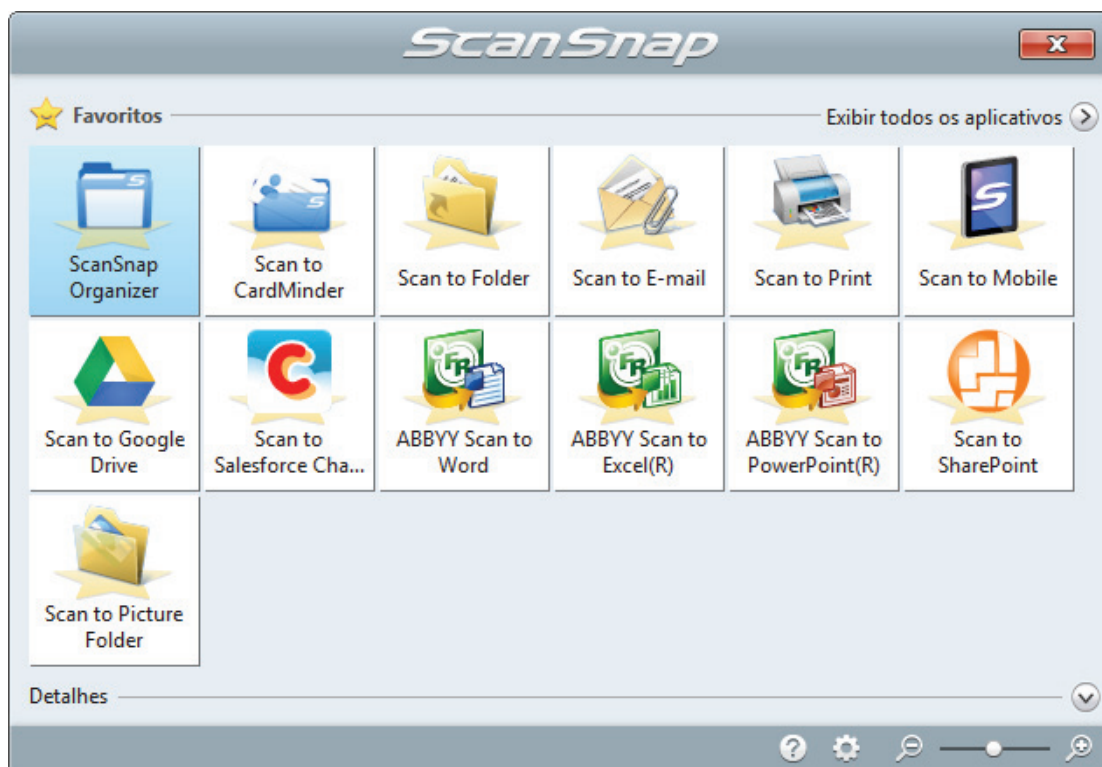 ScanSnap
Favoritos
Exibir todos os aplicativos
ScanSnap
Organizer
Scan to
CardMinder
Scan to Folder
Scan to E-mail
Scan to Print
Scan to Mobile
Scan to Google
Drive
Scan to
Salesforce Cha...
ABBYY Scan to
Word
ABBYY Scan to
Excel(R)
ABBYY Scan to
PowerPoint(R)
Scan to
SharePoint
Scan to Picture
Folder
Detalhes